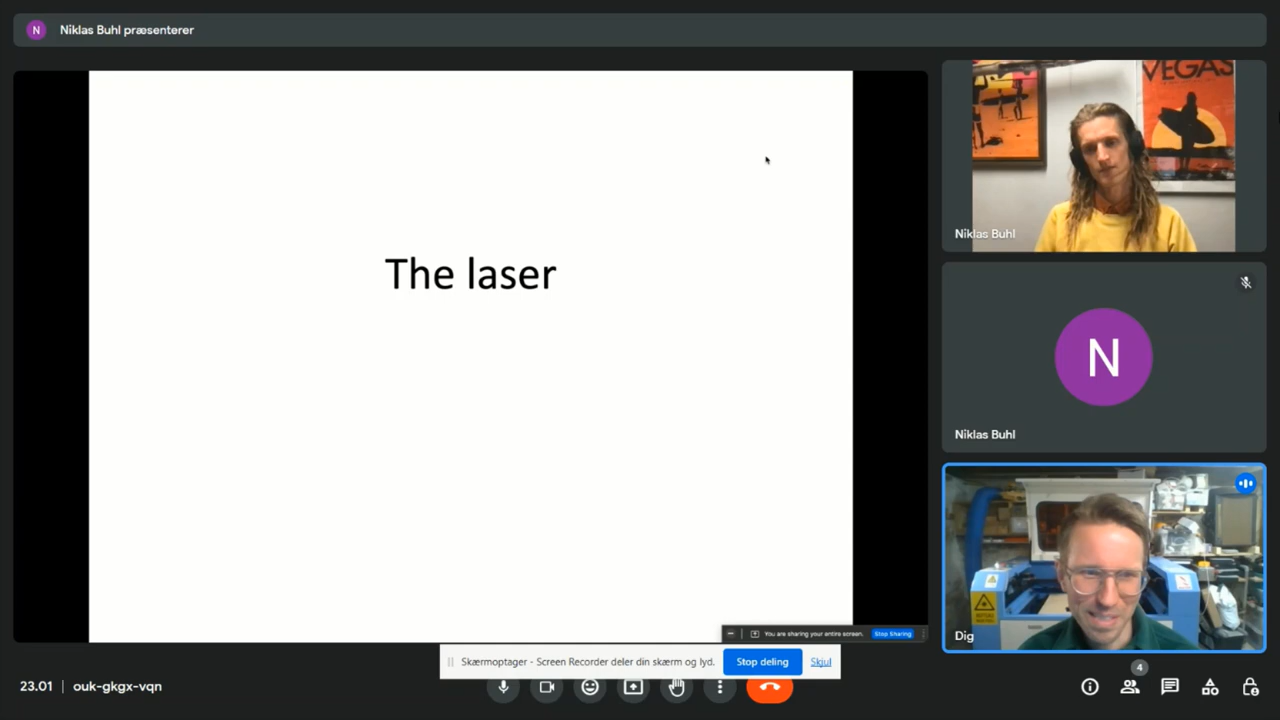 N
Niklas Buhl præsenterer
The laser
You are sharing your entire screen.
Stop Sharing
VEGAS
Niklas Buhl
N
Niklas Buhl
Dig
Skærmoptager - Screen Recorder deler din skærm og lyd.
Stop deling
Skjul
23.01
ouk-gkgx-vqn
4